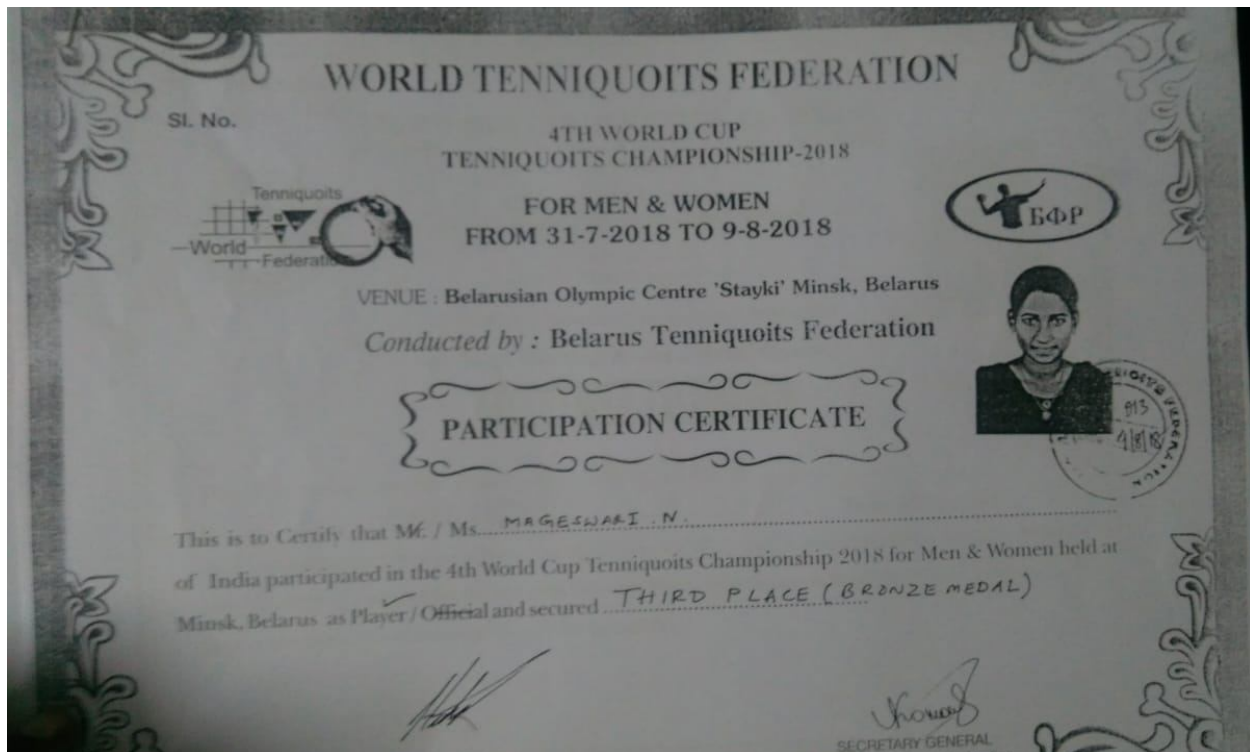 WORLD TENNIQUOITS FEDERATION
Sl. No.
4TH WORLD CUP
TENNIQUOITS CHAMPIONSHIP-2018
Tenniquoits
World
Federation
FOR MEN & WOMEN
FROM 31-7-2018 TO 9-8-2018
БФР
VENUE : Belarusian Olympic Centre 'Stayki' Minsk, Belarus
Conducted by : Belarus Tenniquoits Federation
PARTICIPATION CERTIFICATE
FEDERATION
913
This is to Certify that Mr. / Ms. MAGESWARI . N.
of India participated in the 4th World Cup Tenniquoits Championship 2018 for Men & Women held at
Minsk, Belarus as Player / Official and secured THIRD PLACE (BRONZE MEDAL)
SECRETARY GENERAL